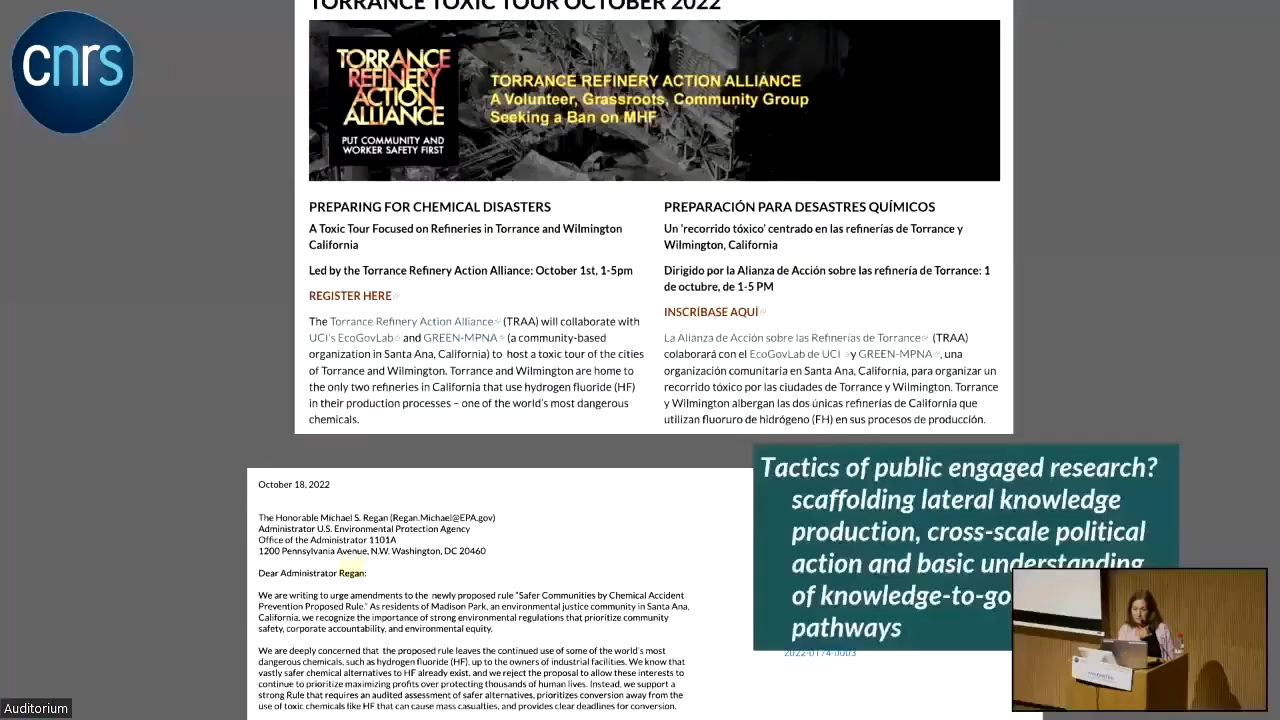 TORRANCE TOXIC TOUR OCTOBER 2022
cnrs
TORRANCE
REFINERY
ACTION
ALLIANCE
PUT COMMUNITY AND
WORKER SAFETY FIRST
TORRANCE REFINERY ACTION ALLIANCE
A Volunteer, Grassroots, Community Group
Seeking a Ban on MHF
PREPARING FOR CHEMICAL DISASTERS
A Toxic Tour Focused on Refineries in Torrance and Wilmington
California
Led by the Torrance Refinery Action Alliance: October 1st, 1-5pm
REGISTER HERE
The Torrance Refinery Action Alliance (TRAA) will collaborate with
UCI's EcoGovLab and GREEN-MPNA (a community-based
organization in Santa Ana, California) to host a toxic tour of the cities
of Torrance and Wilmington. Torrance and Wilmington are home to
the only two refineries in California that use hydrogen fluoride (HF)
in their production processes – one of the world's most dangerous
chemicals.
PREPARACIÓN PARA DESASTRES QUÍMICOS
Un 'recorrido tóxico' centrado en las refinerías de Torrance y
Wilmington, California
Dirigido por la Alianza de Acción sobre las refinería de Torrance: 1
de octubre, de 1-5 PM
INSCRÍBASE AQUÍ
La Alianza de Acción sobre las Refinerías de Torrance (TRAA)
colaborará con el EcoGovLab de UCI y GREEN-MPNA, una
organización comunitaria en Santa Ana, California, para organizar un
recorrido tóxico por las ciudades de Torrance y Wilmington. Torrance
y Wilmington albergan las dos únicas refinerías de California que
utilizan fluoruro de hidrógeno (FH) en sus procesos de producción.
October 18, 2022
The Honorable Michael S. Regan (Regan.Michael@EPA.gov)
Administrator U.S. Environmental Protection Agency
Office of the Administrator 1101A
1200 Pennsylvania Avenue, N.W. Washington, DC 20460
Dear Administrator Regan:
We are writing to urge amendments to the newly proposed rule "Safer Communities by Chemical Accident
Prevention Proposed Rule." As residents of Madison Park, an environmental justice community in Santa Ana,
California, we recognize the importance of strong environmental regulations that prioritize community
safety, corporate accountability, and environmental equity.
We are deeply concerned that the proposed rule leaves the continued use of some of the world's most
dangerous chemicals, such as hydrogen fluoride (HF), up to the owners of industrial facilities. We know that
vastly safer chemical alternatives to HF already exist, and we reject the proposal to allow these interests to
continue to prioritize maximizing profits over protecting thousands of human lives. Instead, we support a
strong Rule that requires an audited assessment of safer alternatives, prioritizes conversion away from the
use of toxic chemicals like HF that can cause mass casualties, and provides clear deadlines for conversion.
Tactics of public engaged research?
scaffolding lateral knowledge
production, cross-scale political
action and basic understanding
of knowledge-to-go
pathways
2022-0174-0003
Auditorium